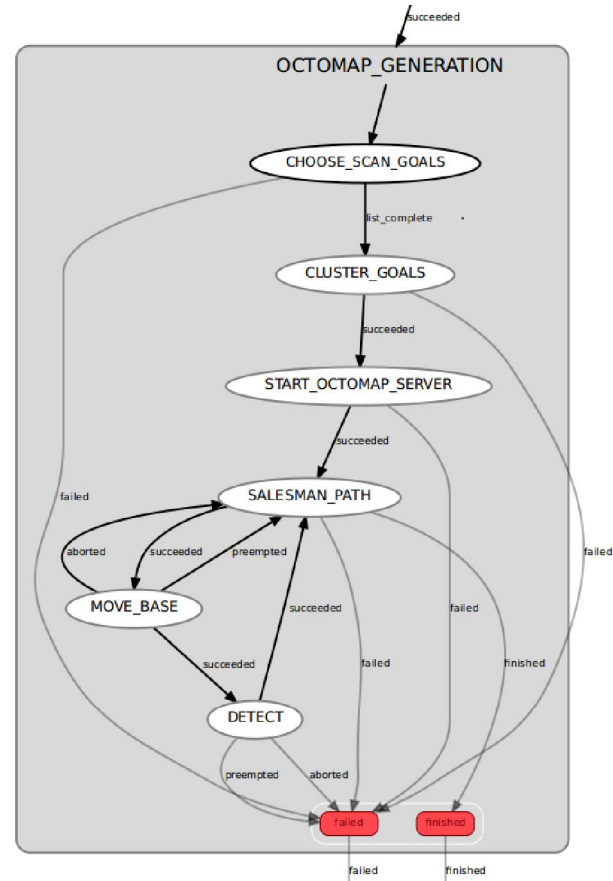 succeeded
OCTOMAP_GENERATION
CHOOSE_SCAN_GOALS
list_complete
CLUSTER_GOALS
succeeded
START_OCTOMAP_SERVER
succeeded
SALESMAN_PATH
failed
aborted
succeeded
preempted
failed
MOVE_BASE
failed
succeeded
succeeded
failed
finished
DETECT
preempted
aborted
failed
finished
failed
finished